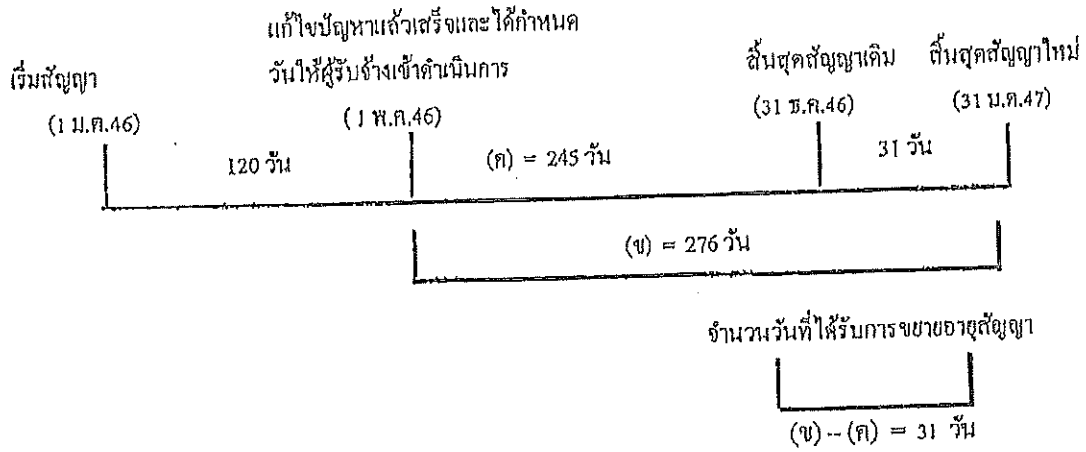 แก้ไขปัญหาแล้วเสร็จและได้กำหนด
วันให้ผู้รับจ้างเข้าดำเนินการ
เริ่มสัญญา
สิ้นสุดสัญญาเดิม
สิ้นสุดสัญญาใหม่
(1 ม.ค.46)
(1 พ.ค.46)
(31 ธ.ค.46)
(31 ม.ค.47)
120 วัน
(ค) = 245 วัน
31 วัน
(ข) = 276 วัน
จำนวนวันที่ได้รับการขยายอายุสัญญา
(ข) -- (ค) = 31 วัน